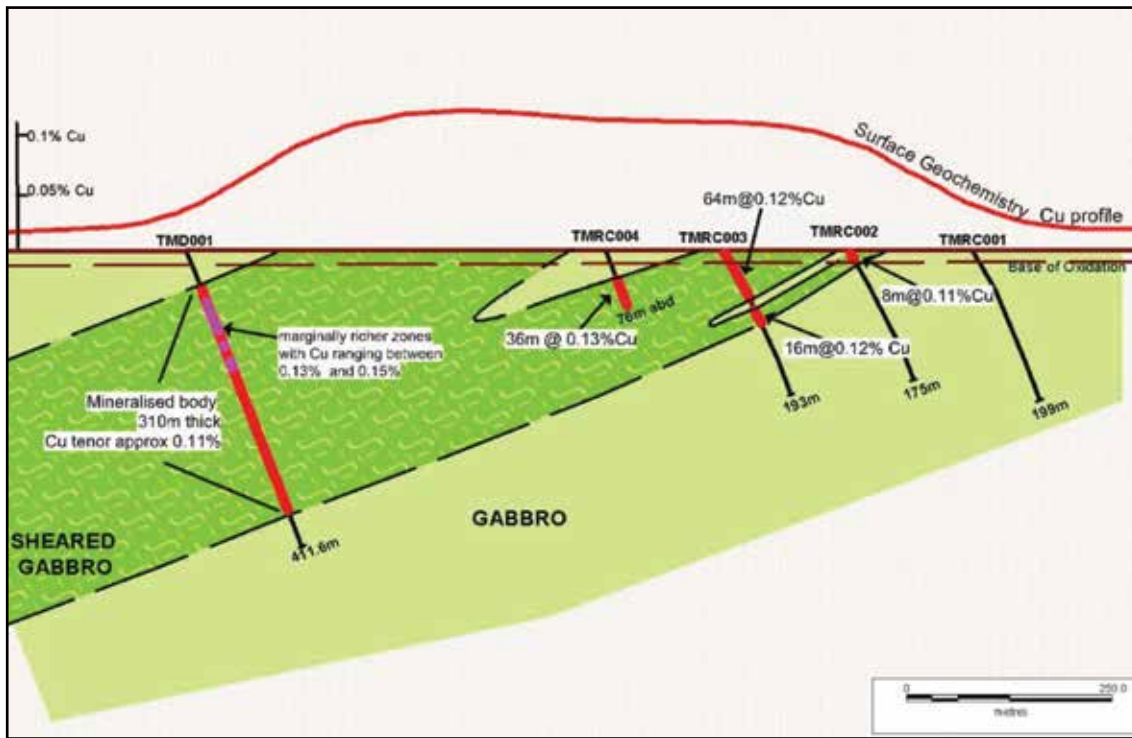 0.1% Cu
0.05% Cu
Surface Geochemistry Cu profile
64m@0.12%Cu
TMD001
TMRC004
TMRC003
TMRC002
TMRC001
Base of Oxidation
8m@0.11%Cu
76m abd
36m @ 0.13%Cu
16m@0.12% Cu
marginally richer zones
with Cu ranging between
0.13% and 0.15%
Mineralised body
310m thick
Cu tenor approx 0.11%
193m
175m
199m
GABBRO
SHEARED
GABBRO
411.6m
0
250.0
metres